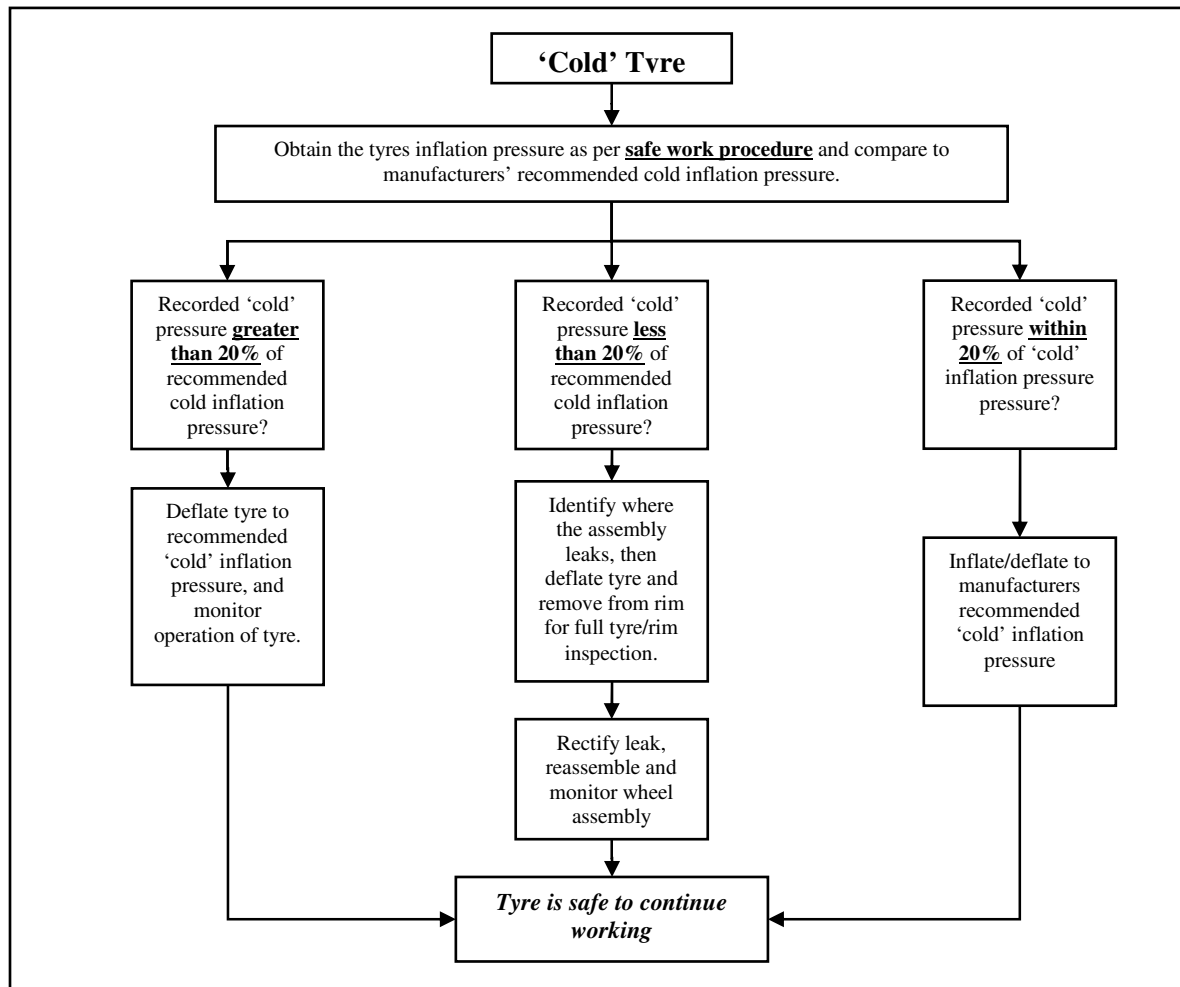 ‘Cold’ Tyre
Obtain the tyres inflation pressure as per safe work procedure and compare to
manufacturers’ recommended cold inflation pressure.
Recorded ‘cold’
pressure greater
than 20% of
recommended
cold inflation
pressure?
Recorded ‘cold’
pressure less
than 20% of
recommended
cold inflation
pressure?
Recorded ‘cold’
pressure within
20% of ‘cold’
inflation pressure
pressure?
Deflate tyre to
recommended
‘cold’ inflation
pressure, and
monitor
operation of tyre.
Identify where
the assembly
leaks, then
deflate tyre and
remove from rim
for full tyre/rim
inspection.
Inflate/deflate to
manufacturers
recommended
‘cold’ inflation
pressure
Rectify leak,
reassemble and
monitor wheel
assembly
Tyre is safe to continue
working